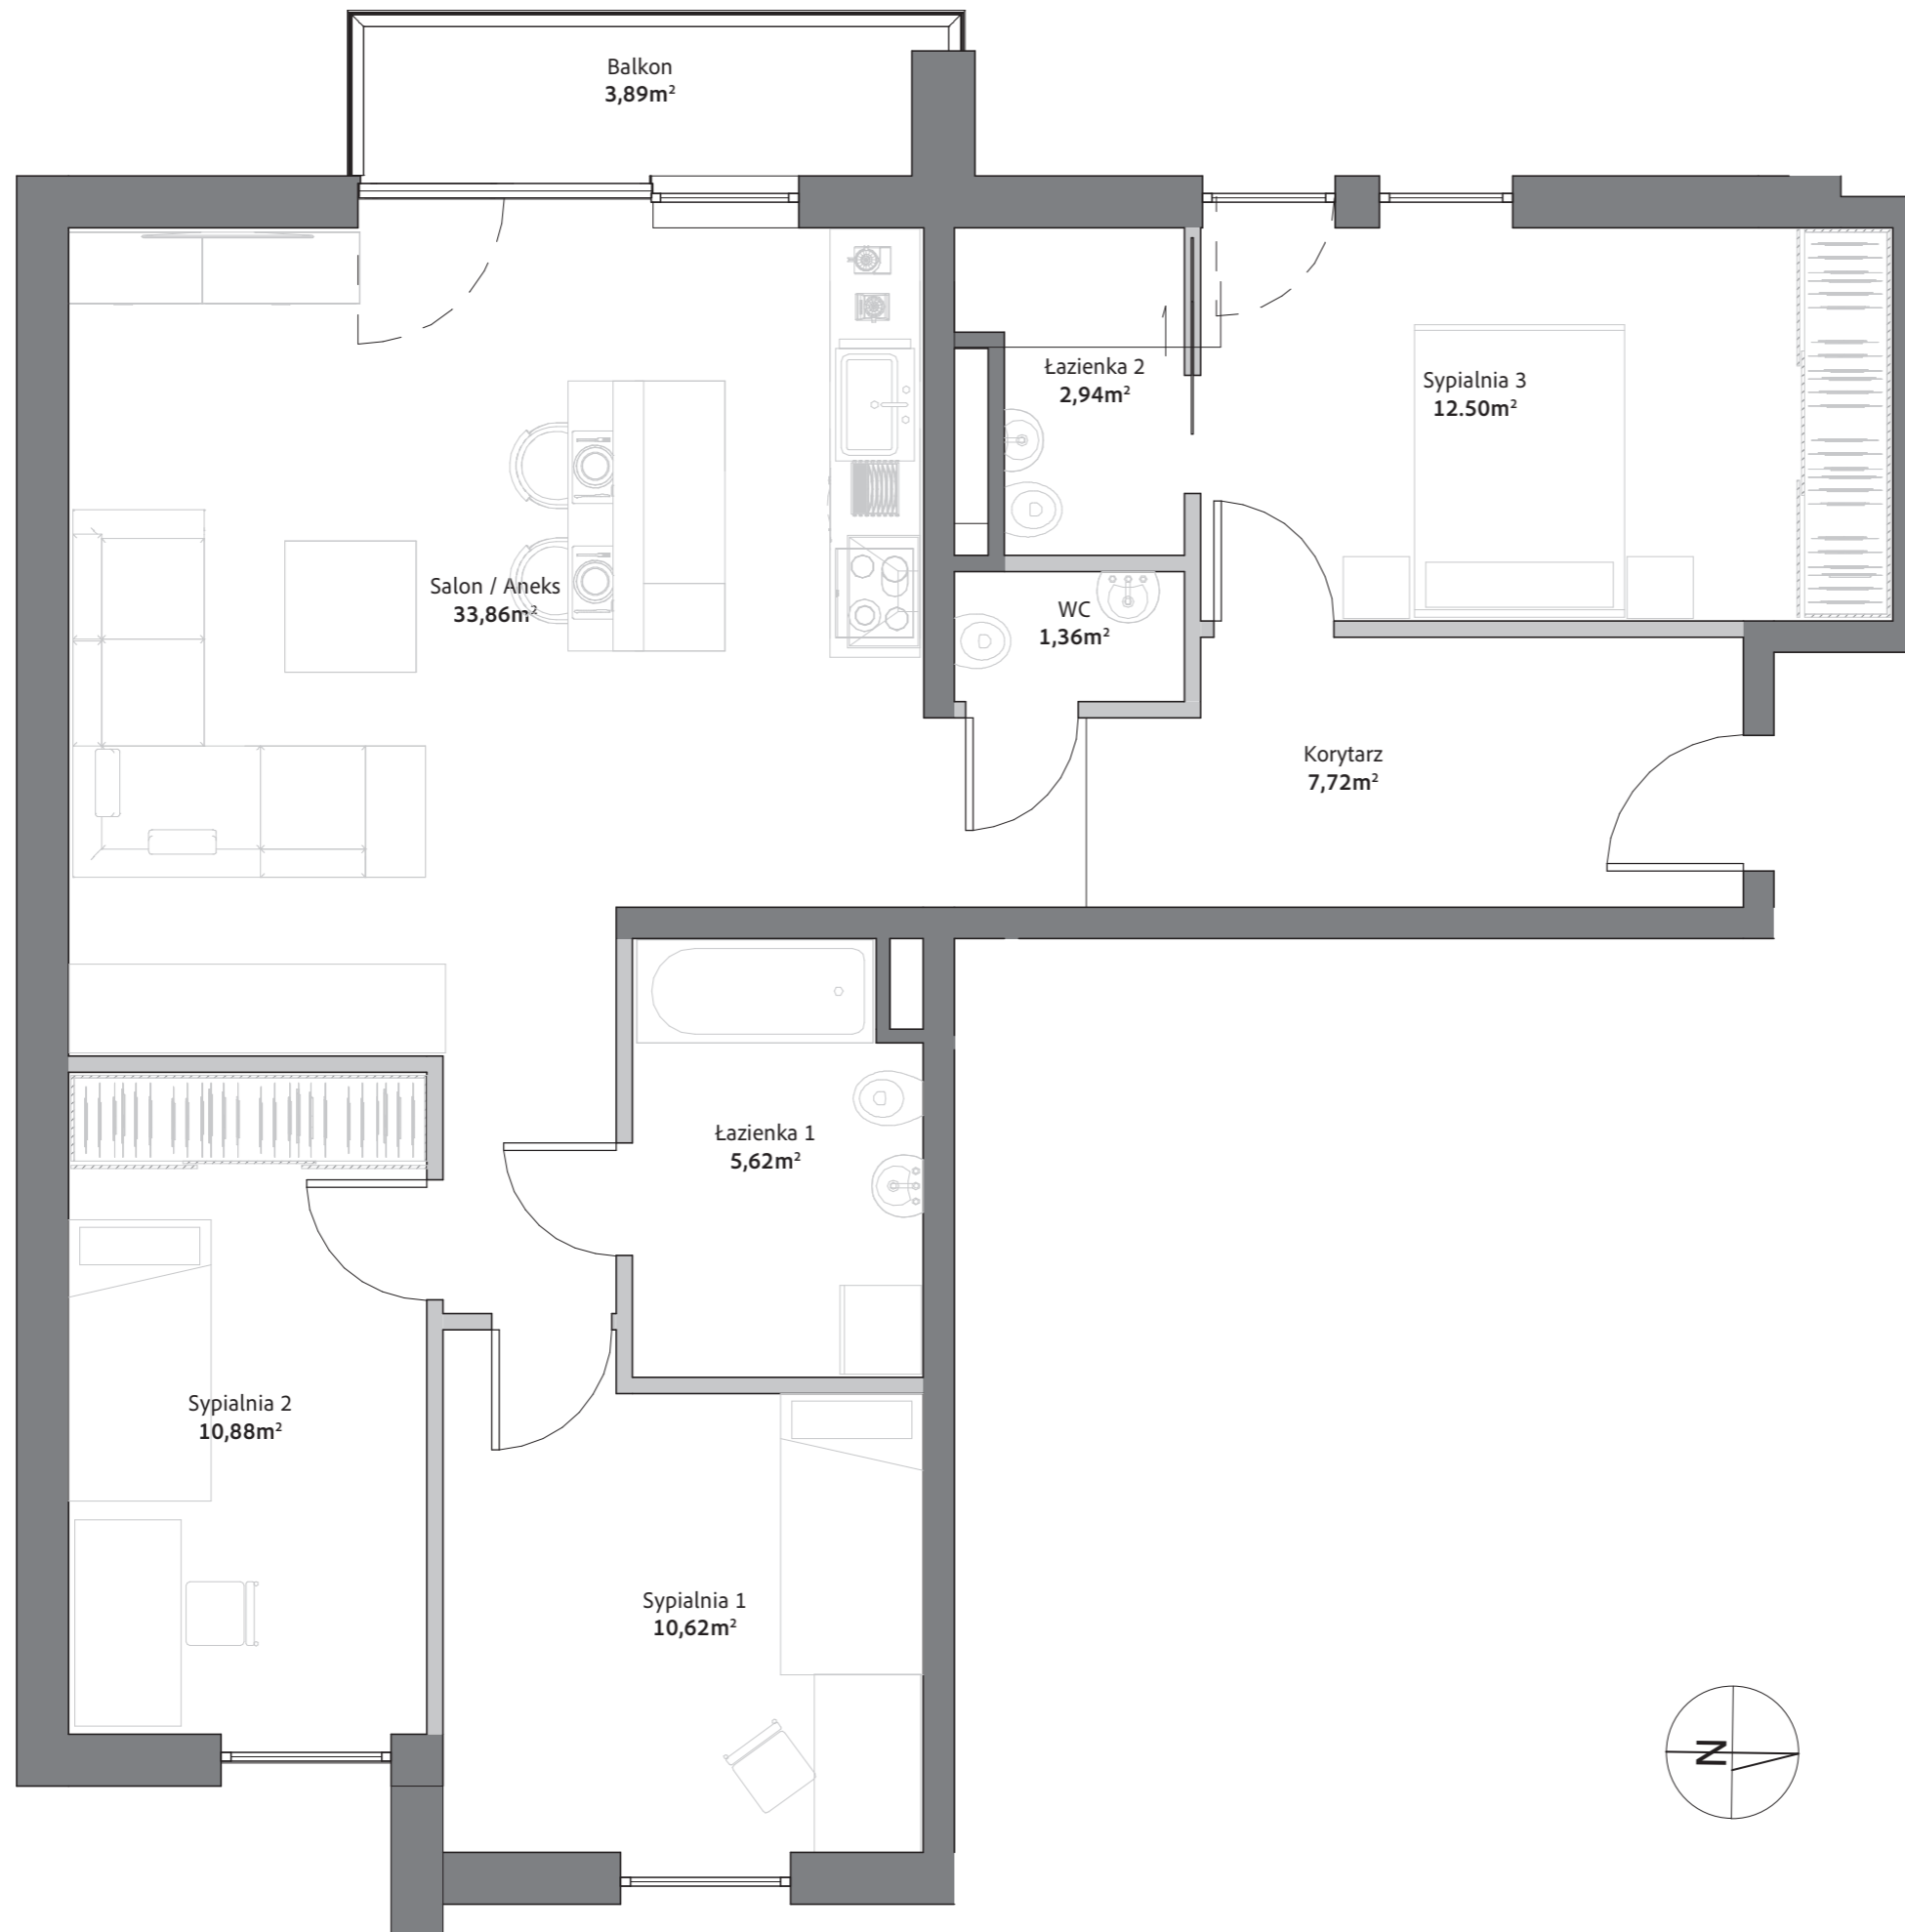 Balkon
3,89m²
Łazienka 2
2,94m²
Sypialnia 3
12.50m²
Salon / Aneks
33,86m²
WC
1,36m²
Korytarz
7,72m²
Łazienka 1
5,62m²
Sypialnia 2
10,88m²
Sypialnia 1
10,62m²
N